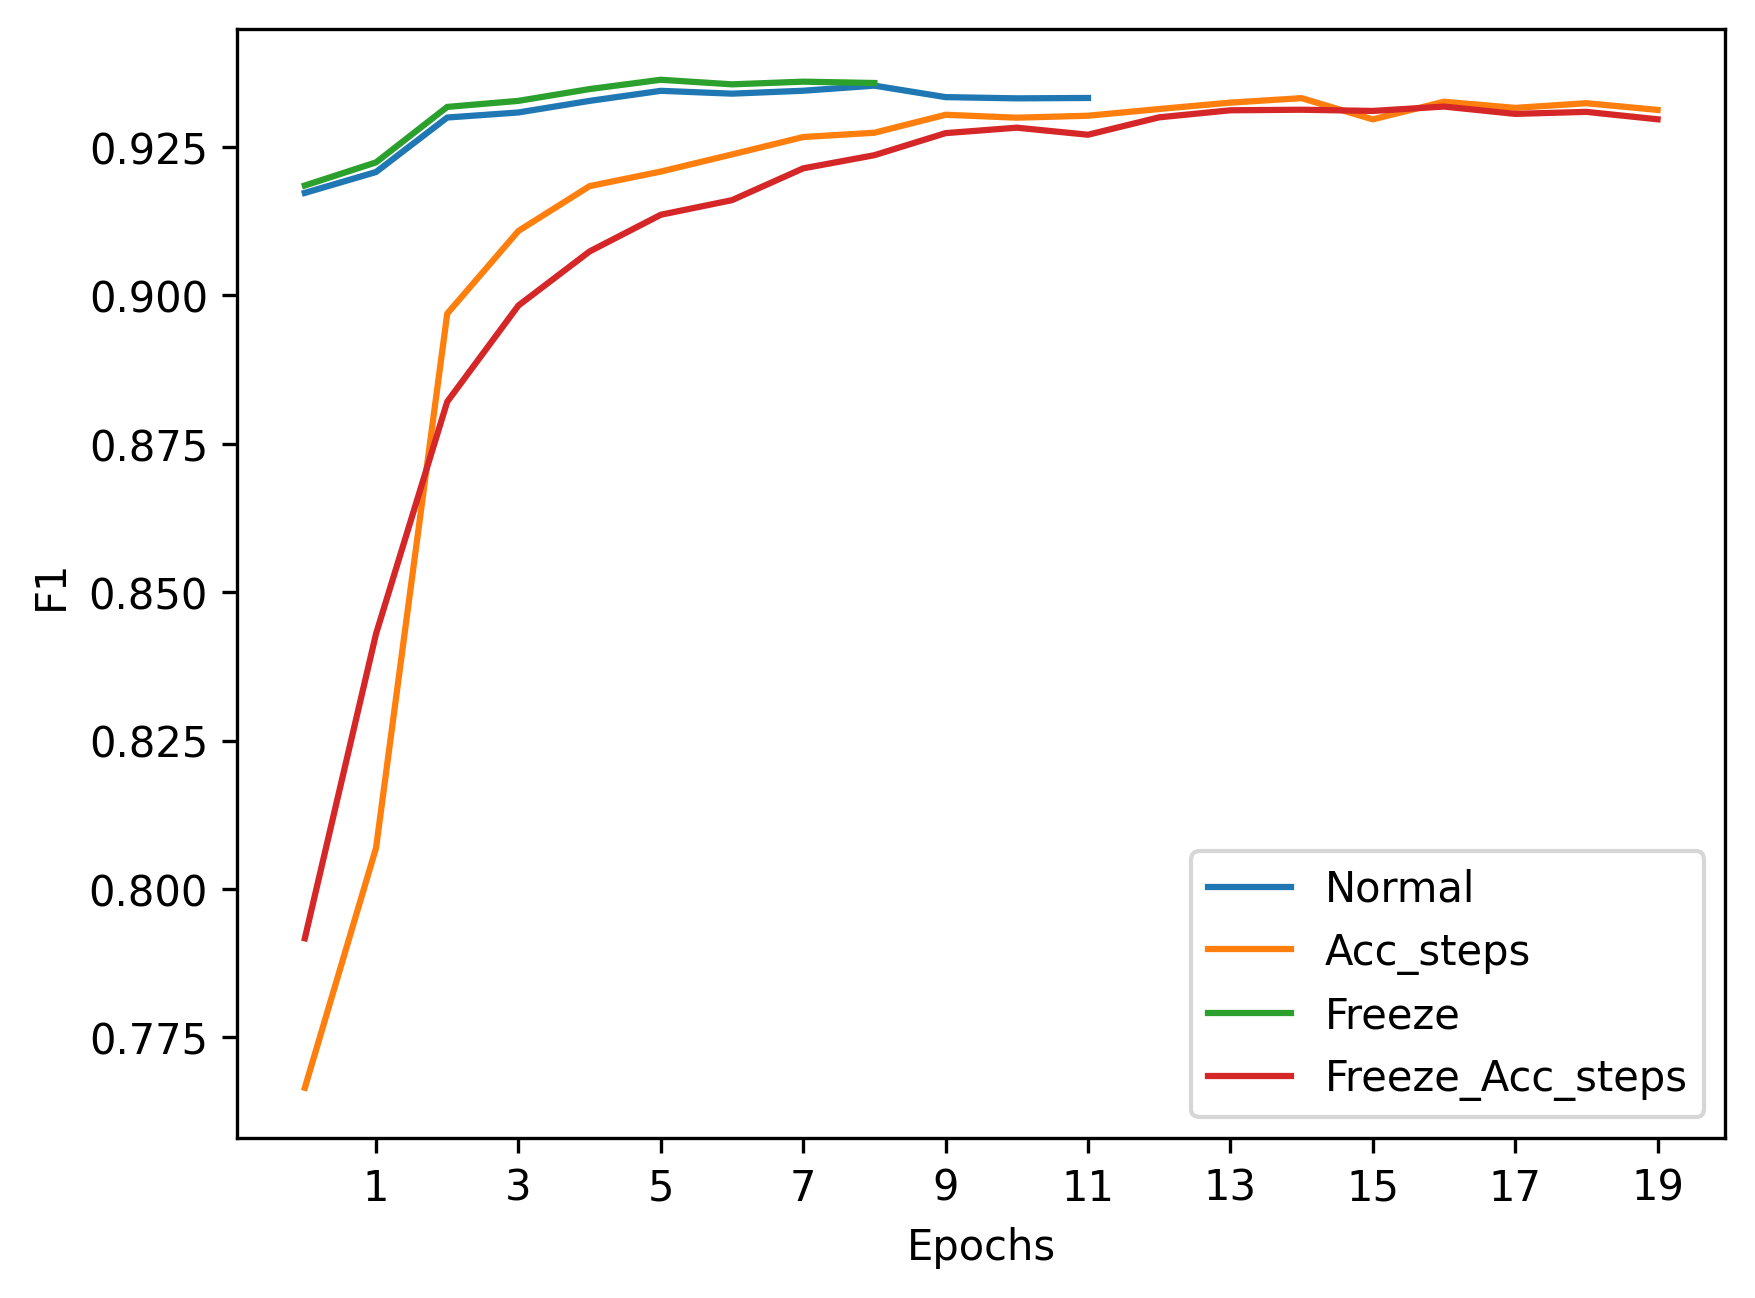 0.925
0.900
0.875
0.850
0.825
0.800
0.775
F1
1 3 5 7 9 11 13 15 17 19
Epochs
Normal
Acc_steps
Freeze
Freeze_Acc_steps